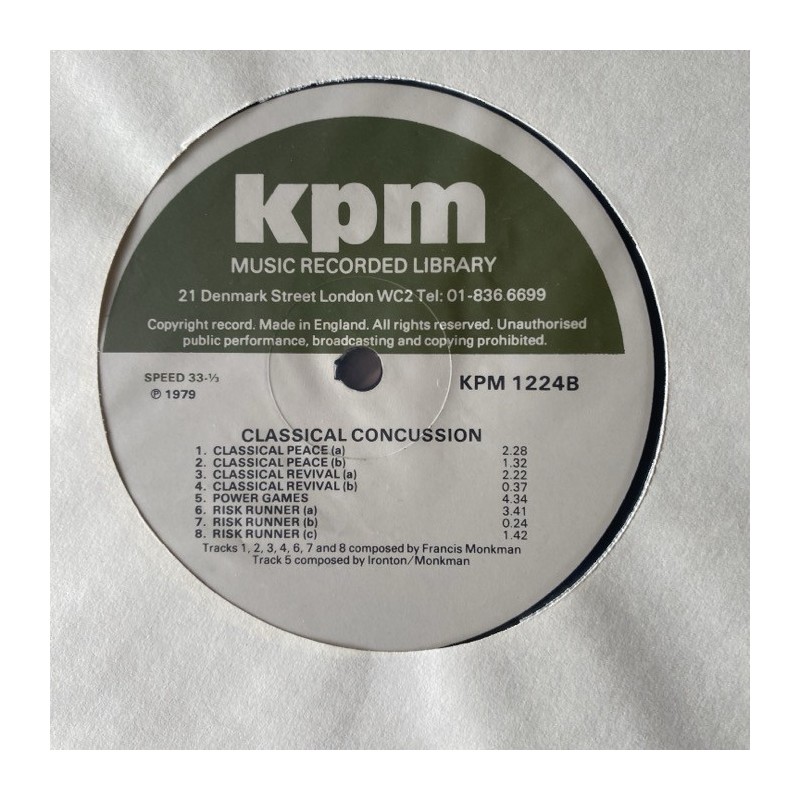 kpm
MUSIC RECORDED LIBRARY
21 Denmark Street London WC2 Tel: 01-836 6699
Copyright record. Made in England. All rights reserved. Unauthorised
public performance, broadcasting and copying prohibited.
SPEED 33-⅓
℗ 1979
KPM 1224B
CLASSICAL CONCUSSION
1. CLASSICAL PEACE (a) 2.28
2. CLASSICAL PEACE (b) 1.32
3. CLASSICAL REVIVAL (a) 2.22
4. CLASSICAL REVIVAL (b) 0.37
5. POWER GAMES 4.34
6. RISK RUNNER (a) 3.41
7. RISK RUNNER (b) 0.24
8. RISK RUNNER (c) 1.42
Tracks 1, 2, 3, 4, 6, 7 and 8 composed by Francis Monkman
Track 5 composed by Ironton/Monkman